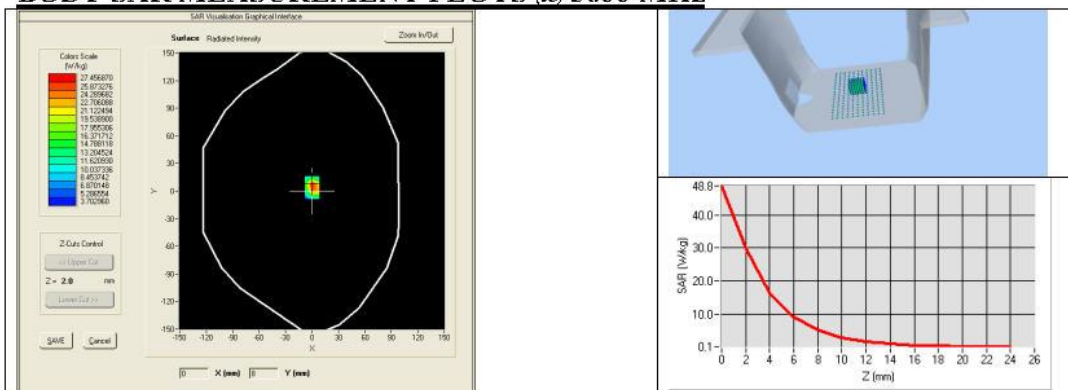 SAR Visualisation Graphical Interface
Surface Radiated Intensity
Zoom In/Out
Colors Scale
(W/kg)
27.456870
25.873276
24.289682
22.706088
21.122494
19.538900
17.955306
16.371712
14.788118
13.204524
11.620930
10.037336
8.453742
6.870148
5.286554
3.702960
Z-Cuts Control
<< Upper Cut
Z = 2.0 mm
Lower Cut >>
SAVE Cancel
Y
150
120
90
60
30
0
-30
-60
-90
-120
-150
-150 -120 -90 -60 -30 0 30 60 90 120 150
X
0 X (mm) 0 Y (mm)
SAR (W/kg)
48.8
40.0
30.0
20.0
10.0
0.1
0 2 4 6 8 10 12 14 16 18 20 22 24 26
Z (mm)